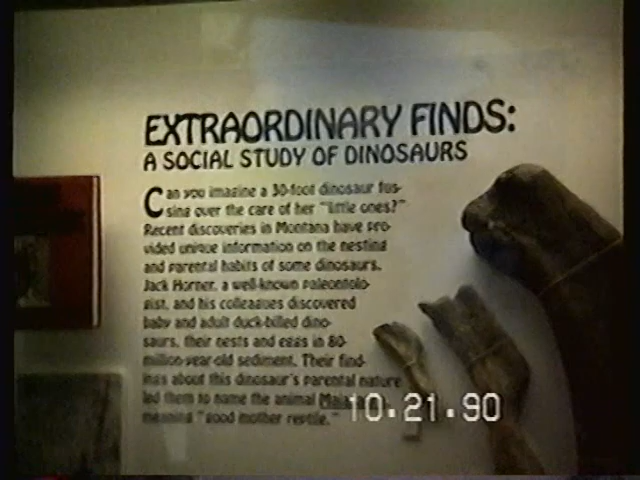 EXTRAORDINARY FINDS:
A SOCIAL STUDY OF DINOSAURS
Can you imagine a 30-foot dinosaur fus-
sing over the care of her "little ones?"
Recent discoveries in Montana have pro-
vided unique information on the nesting
and parental habits of some dinosaurs.
Jack Horner, a well-known paleontolo-
gist, and his colleagues discovered
baby and adult duck-billed dino-
saurs, their nests and eggs in 80-
million-year-old sediment. Their find-
ings about this dinosaur's parental nature
led them to name the animal
meaning "good mother reptile."
10.21.90